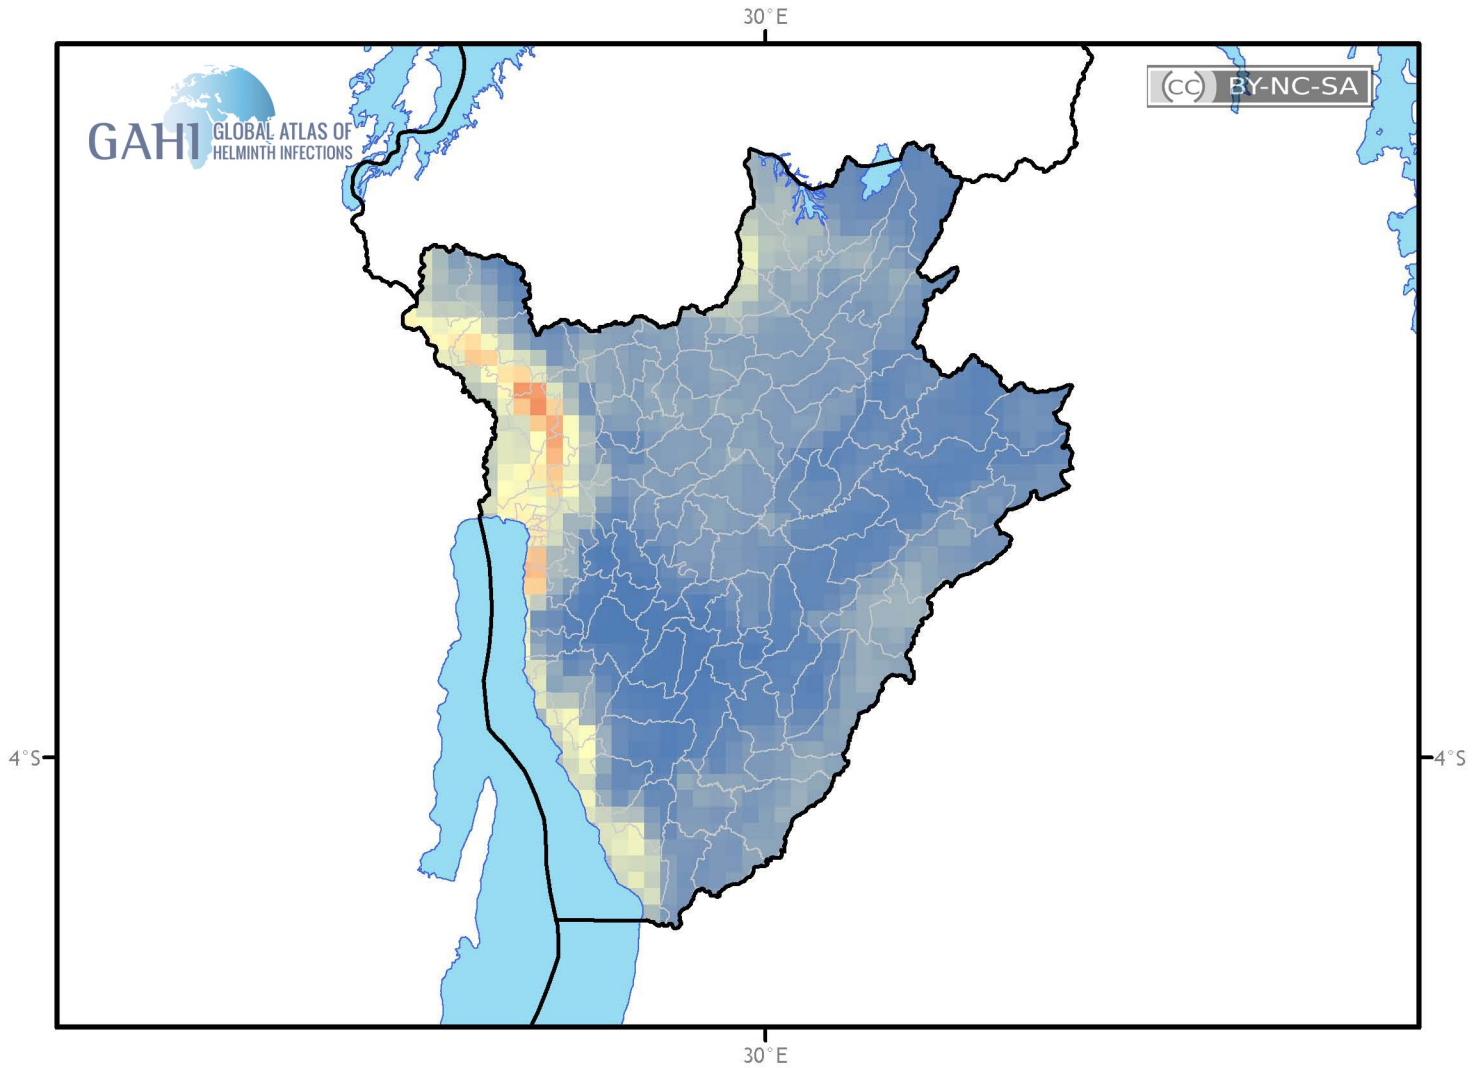 30°E
GAHI GLOBAL ATLAS OF
HELMINTH INFECTIONS
(cc) BY-NC-SA
4°S
4°S
30°E